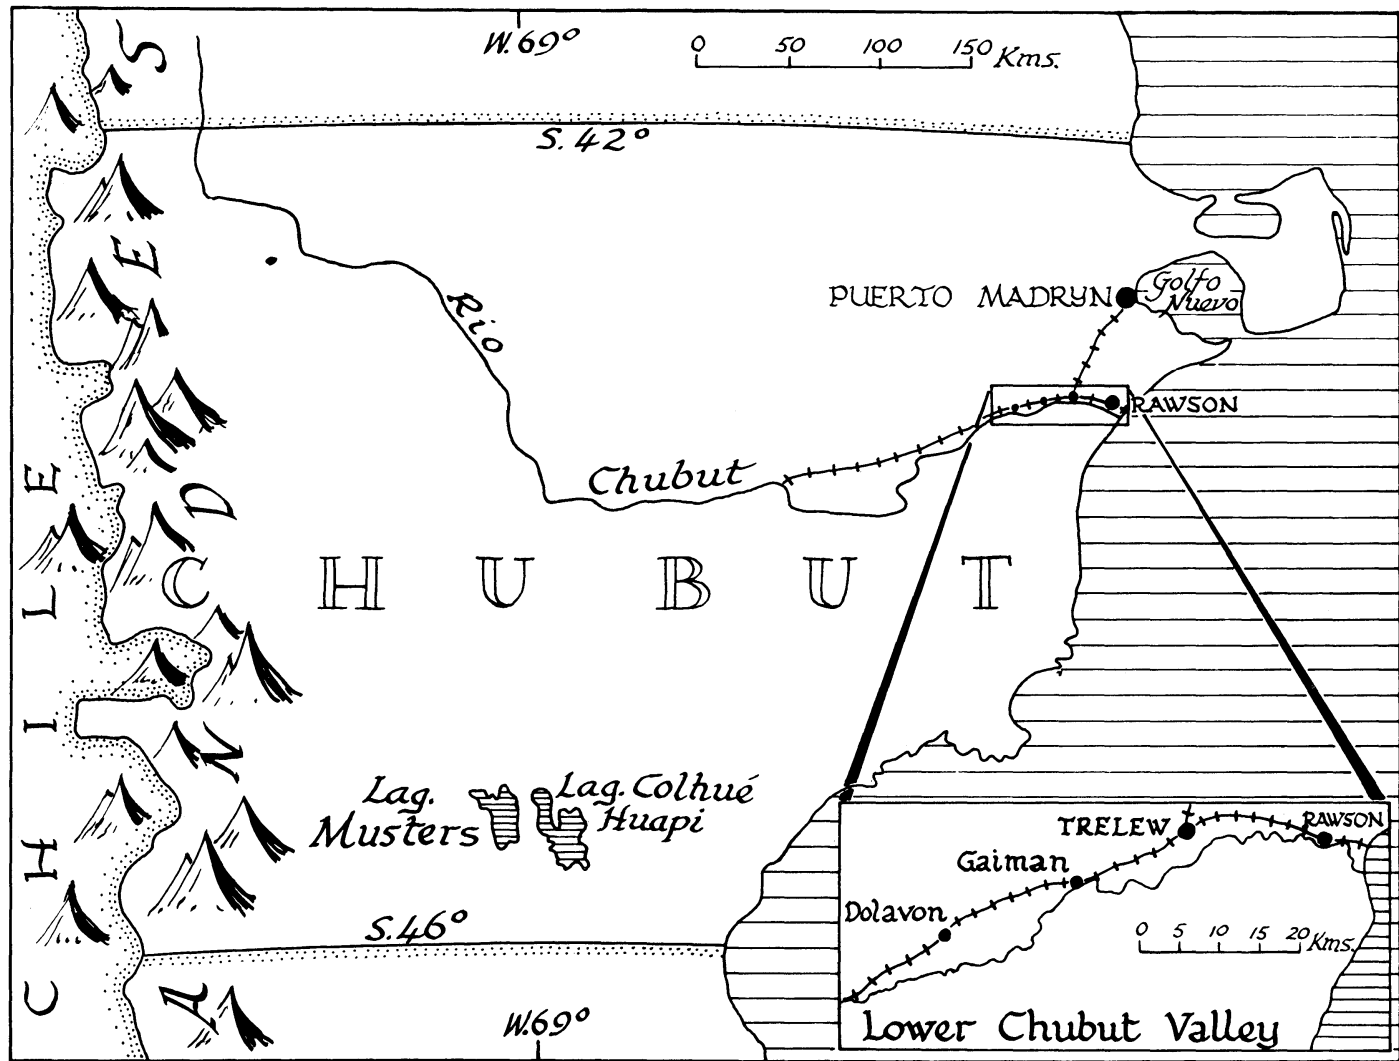 W. 69°
0 50 100 150 Kms.
S. 42°
Rio
PUERTO MADRYN
Golfo
Nuevo
RAWSON
Chubut
CHUBUT
CHILE
ANDES
Lag.
Musters
Lag. Colhué
Huapi
S. 46°
W. 69°
TRELEW
RAWSON
Gaiman
Dolavon
0 5 10 15 20 Kms.
Lower Chubut Valley